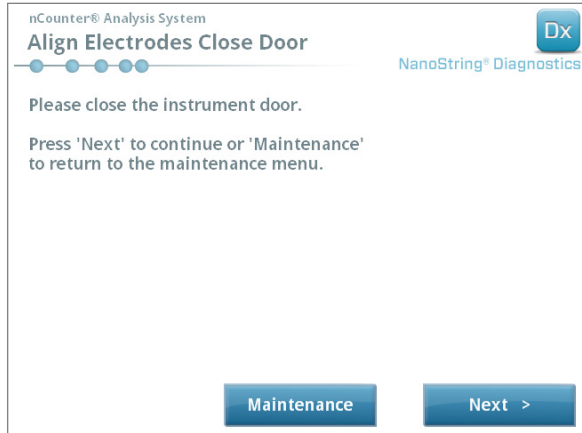 nCounter® Analysis System
Align Electrodes Close Door
Dx
NanoString® Diagnostics
Please close the instrument door.
Press 'Next' to continue or 'Maintenance'
to return to the maintenance menu.
Maintenance
Next >